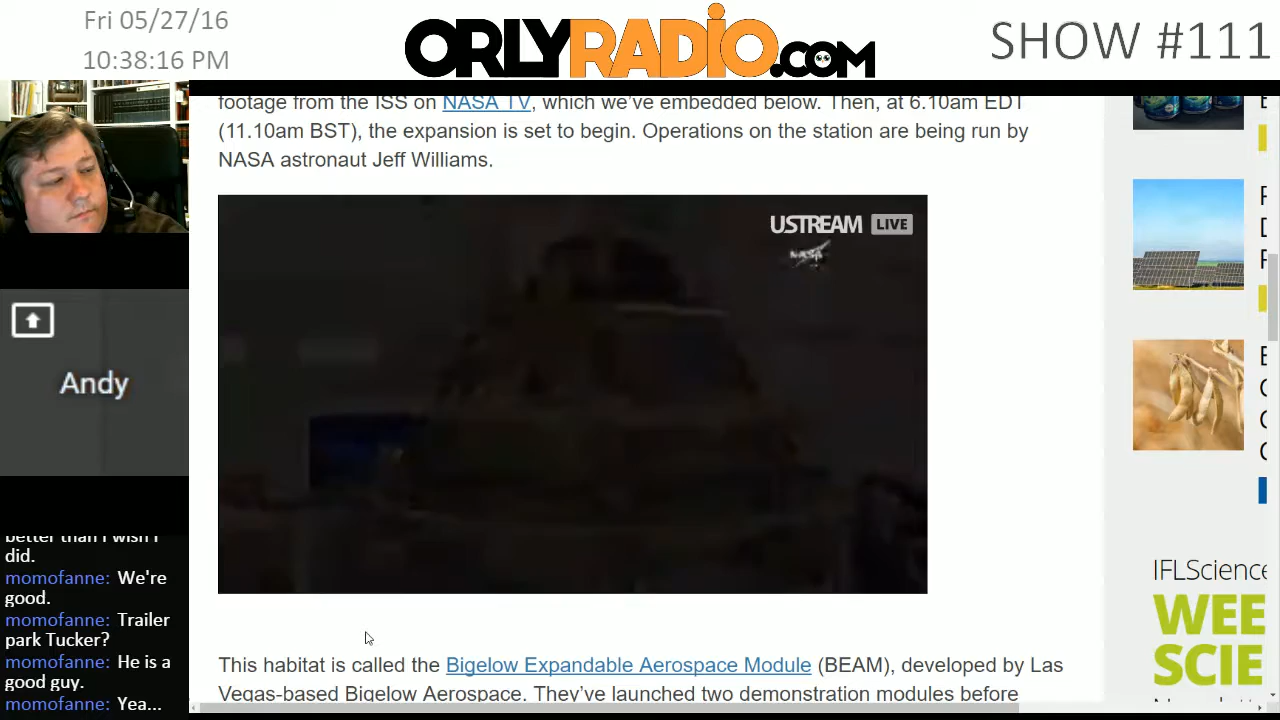 Fri 05/27/16
10:38:16 PM
ORLYRADIO.COM
SHOW #111
footage from the ISS on NASA TV, which we've embedded below. Then, at 6.10am EDT
(11.10am BST), the expansion is set to begin. Operations on the station are being run by
NASA astronaut Jeff Williams.
USTREAM LIVE
NASA
Andy
better than I wish I
did.
momofanne: We're
good.
momofanne: Trailer
park Tucker?
momofanne: He is a
good guy.
momofanne: Yea...
This habitat is called the Bigelow Expandable Aerospace Module (BEAM), developed by Las
Vegas-based Bigelow Aerospace. They've launched two demonstration modules before
IFLScience
WEE
SCIE